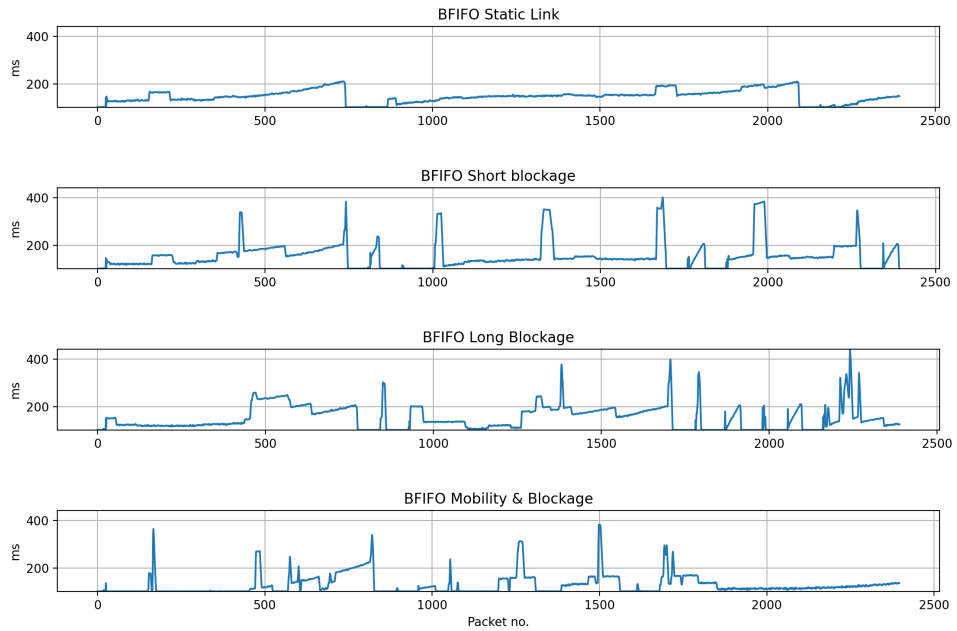 BFIFO Static Link
400
200
ms
0 500 1000 1500 2000 2500
BFIFO Short blockage
400
200
ms
0 500 1000 1500 2000 2500
BFIFO Long Blockage
400
200
ms
0 500 1000 1500 2000 2500
BFIFO Mobility & Blockage
400
200
ms
0 500 1000 1500 2000 2500
Packet no.